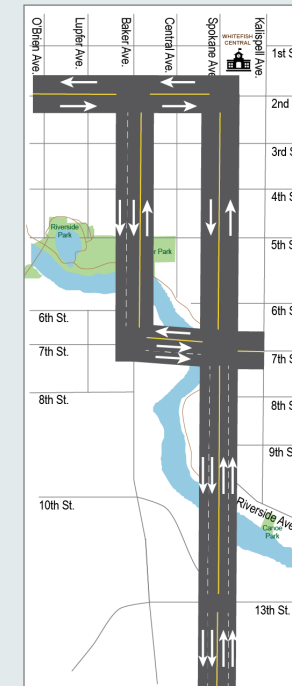 O'Brien Ave.
Lupfer Ave.
Baker Ave.
Central Ave.
Spokane Ave.
Kalispell Ave.
WHITEFISH
CENTRAL
1st S
2nd
3rd S
4th S
Riverside
Park
r Park
5th S
6th S
6th St.
7th St.
7th S
8th St.
8th S
9th S
10th St.
Riverside Ave
Canoe
Park
13th St.